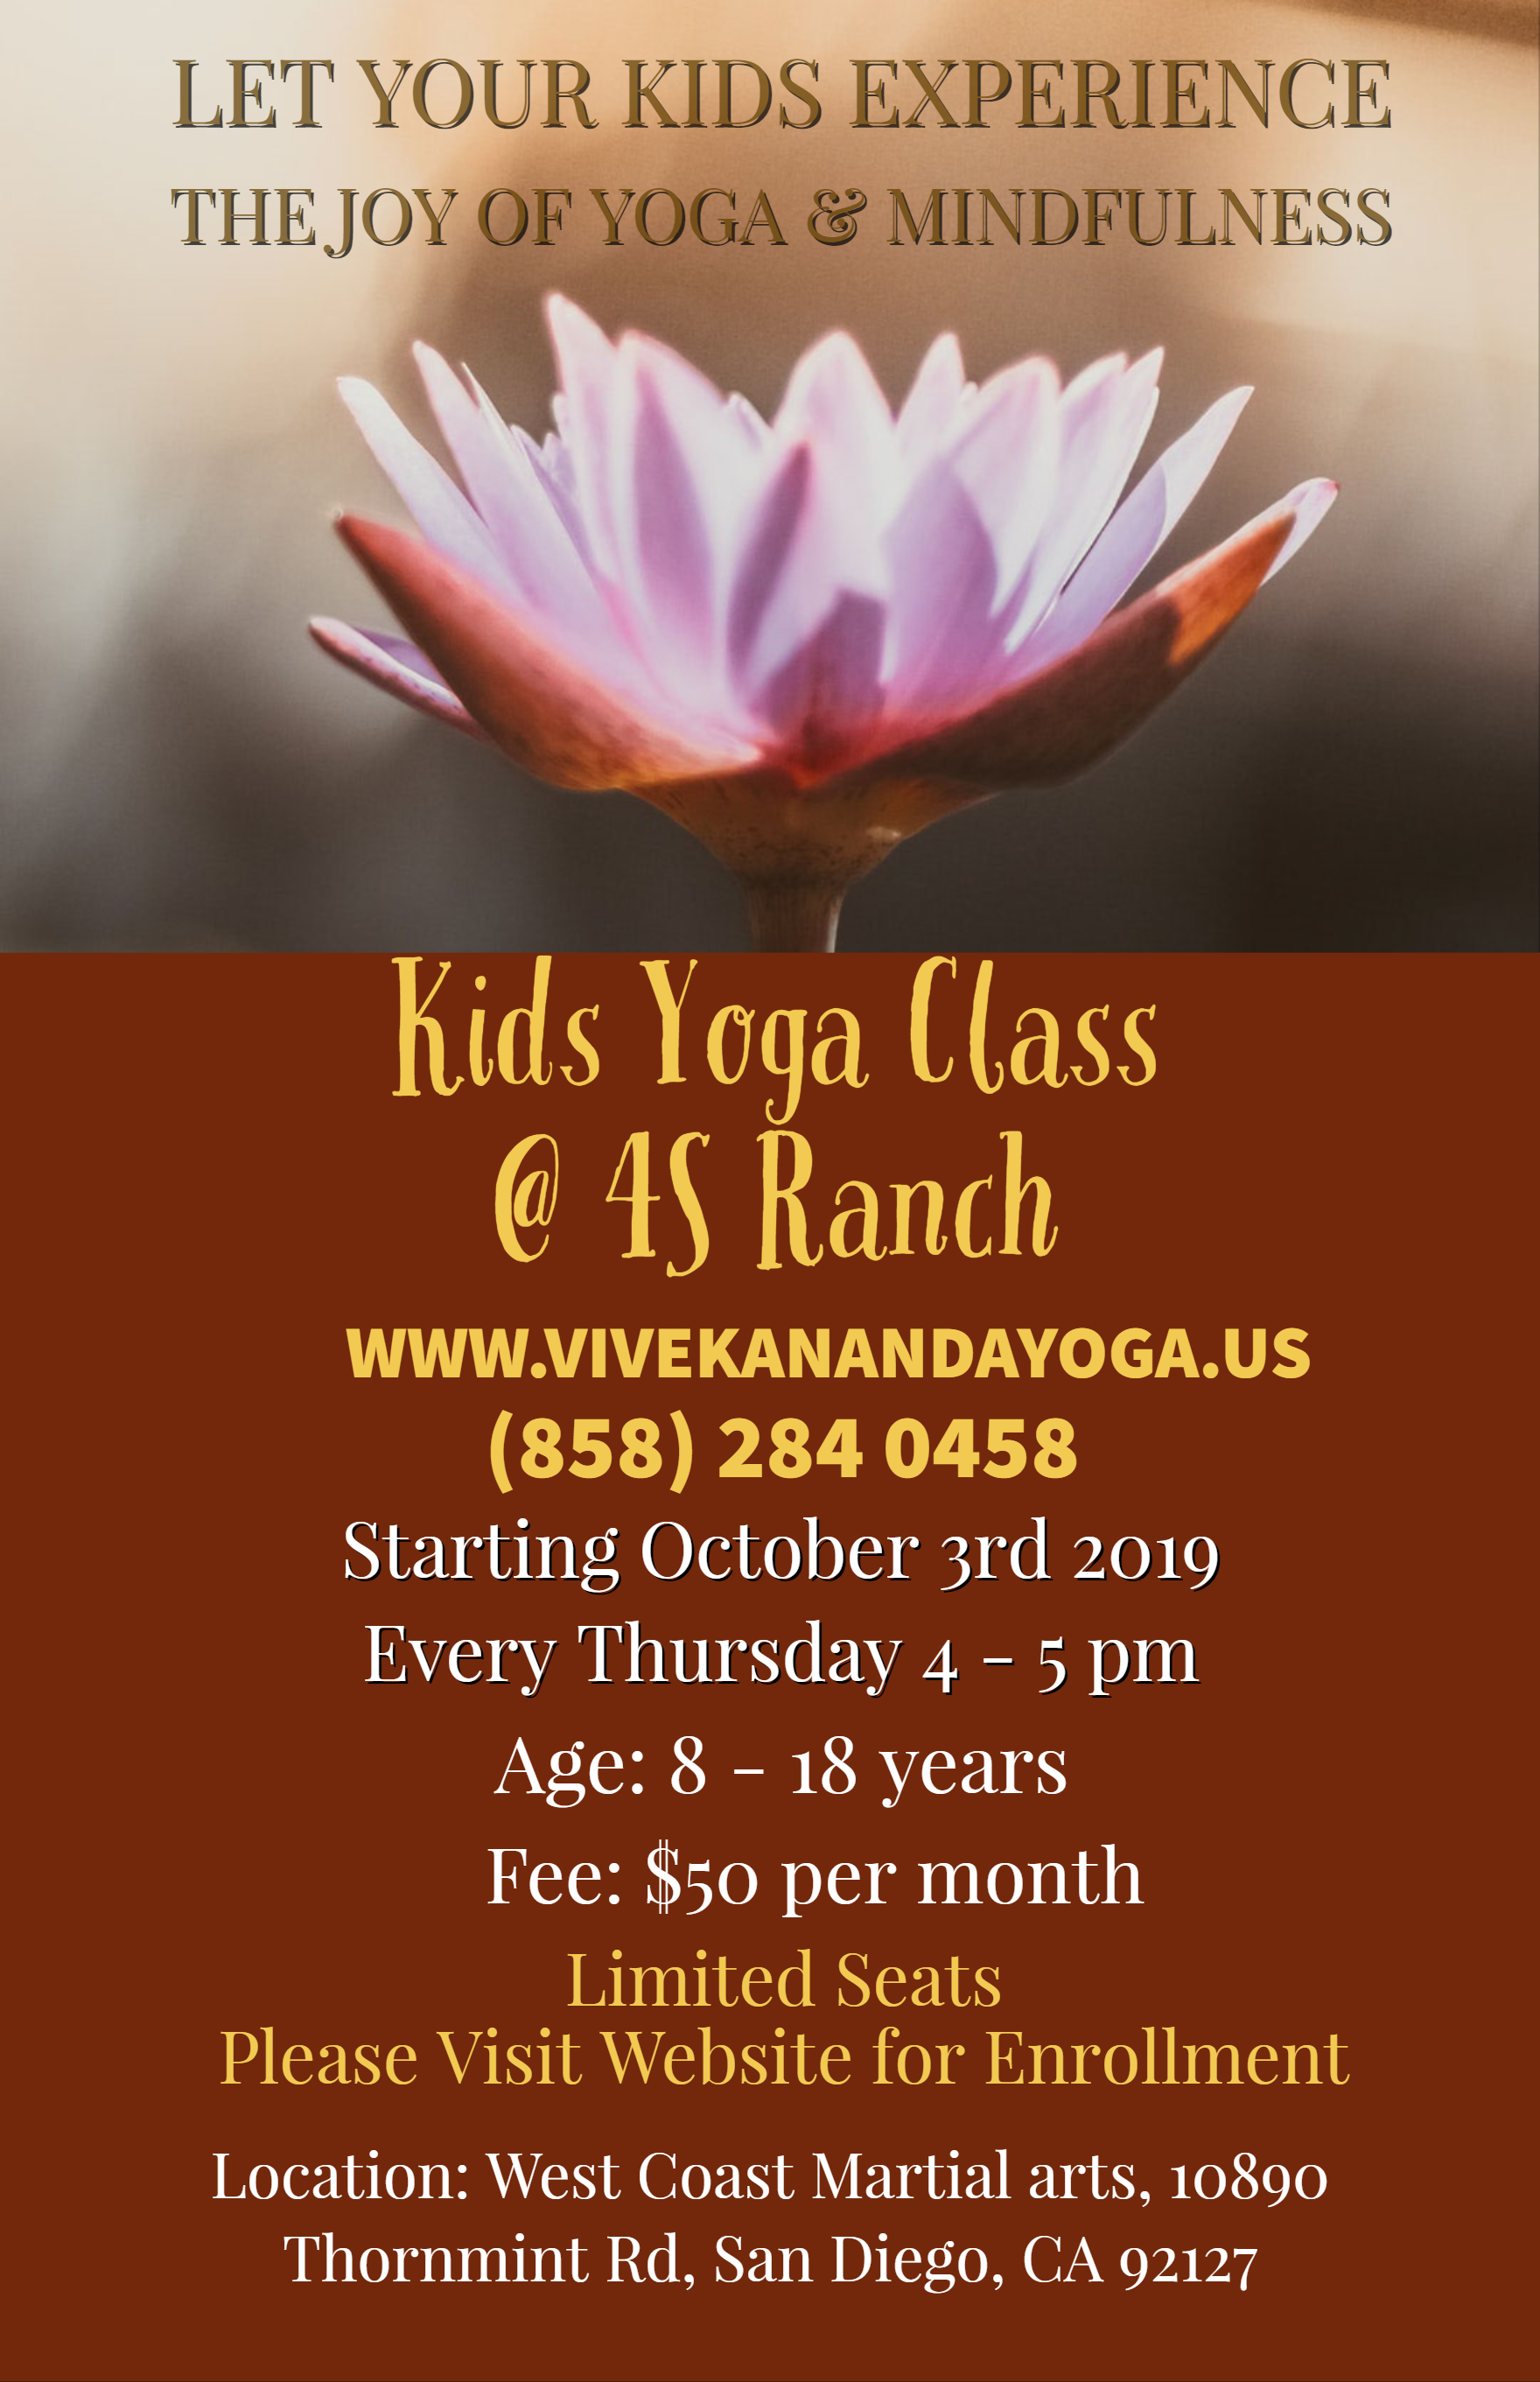 LET YOUR KIDS EXPERIENCE
THE JOY OF YOGA & MINDFULNESS
Kids Yoga Class
@ 4S Ranch
WWW.VIVEKANANDAYOGA.US
(858) 284 0458
Starting October 3rd 2019
Every Thursday 4 - 5 pm
Age: 8 - 18 years
Fee: $50 per month
Limited Seats
Please Visit Website for Enrollment
Location: West Coast Martial arts, 10890
Thornmint Rd, San Diego, CA 92127